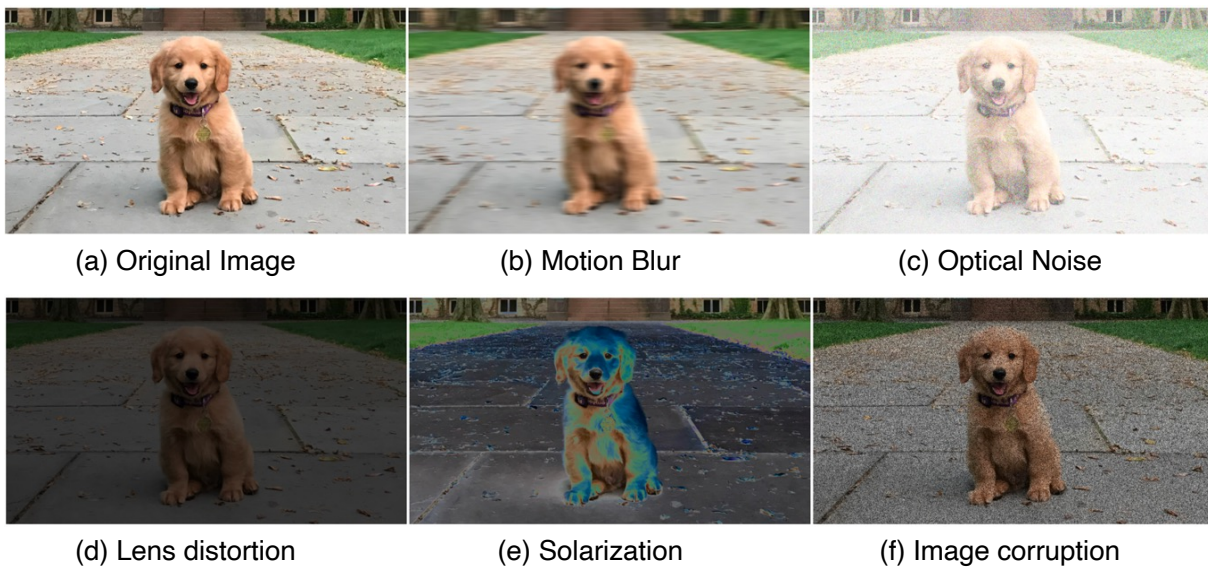 (a) Original Image
(b) Motion Blur
(c) Optical Noise
(d) Lens distortion
(e) Solarization
(f) Image corruption